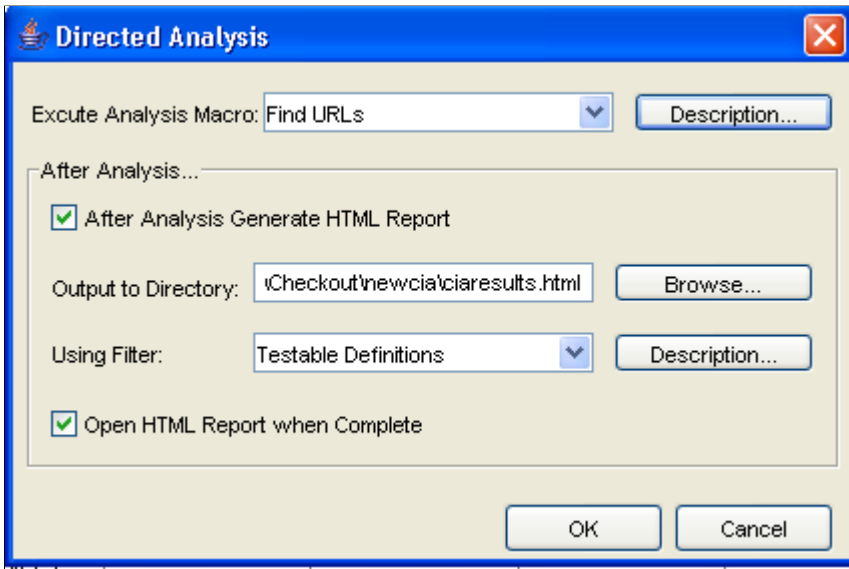 Directed Analysis
Excute Analysis Macro: Find URLs Description...
After Analysis...
After Analysis Generate HTML Report
Output to Directory: \Checkout\newcia\ciaresults.html Browse...
Using Filter: Testable Definitions Description...
Open HTML Report when Complete
OK Cancel